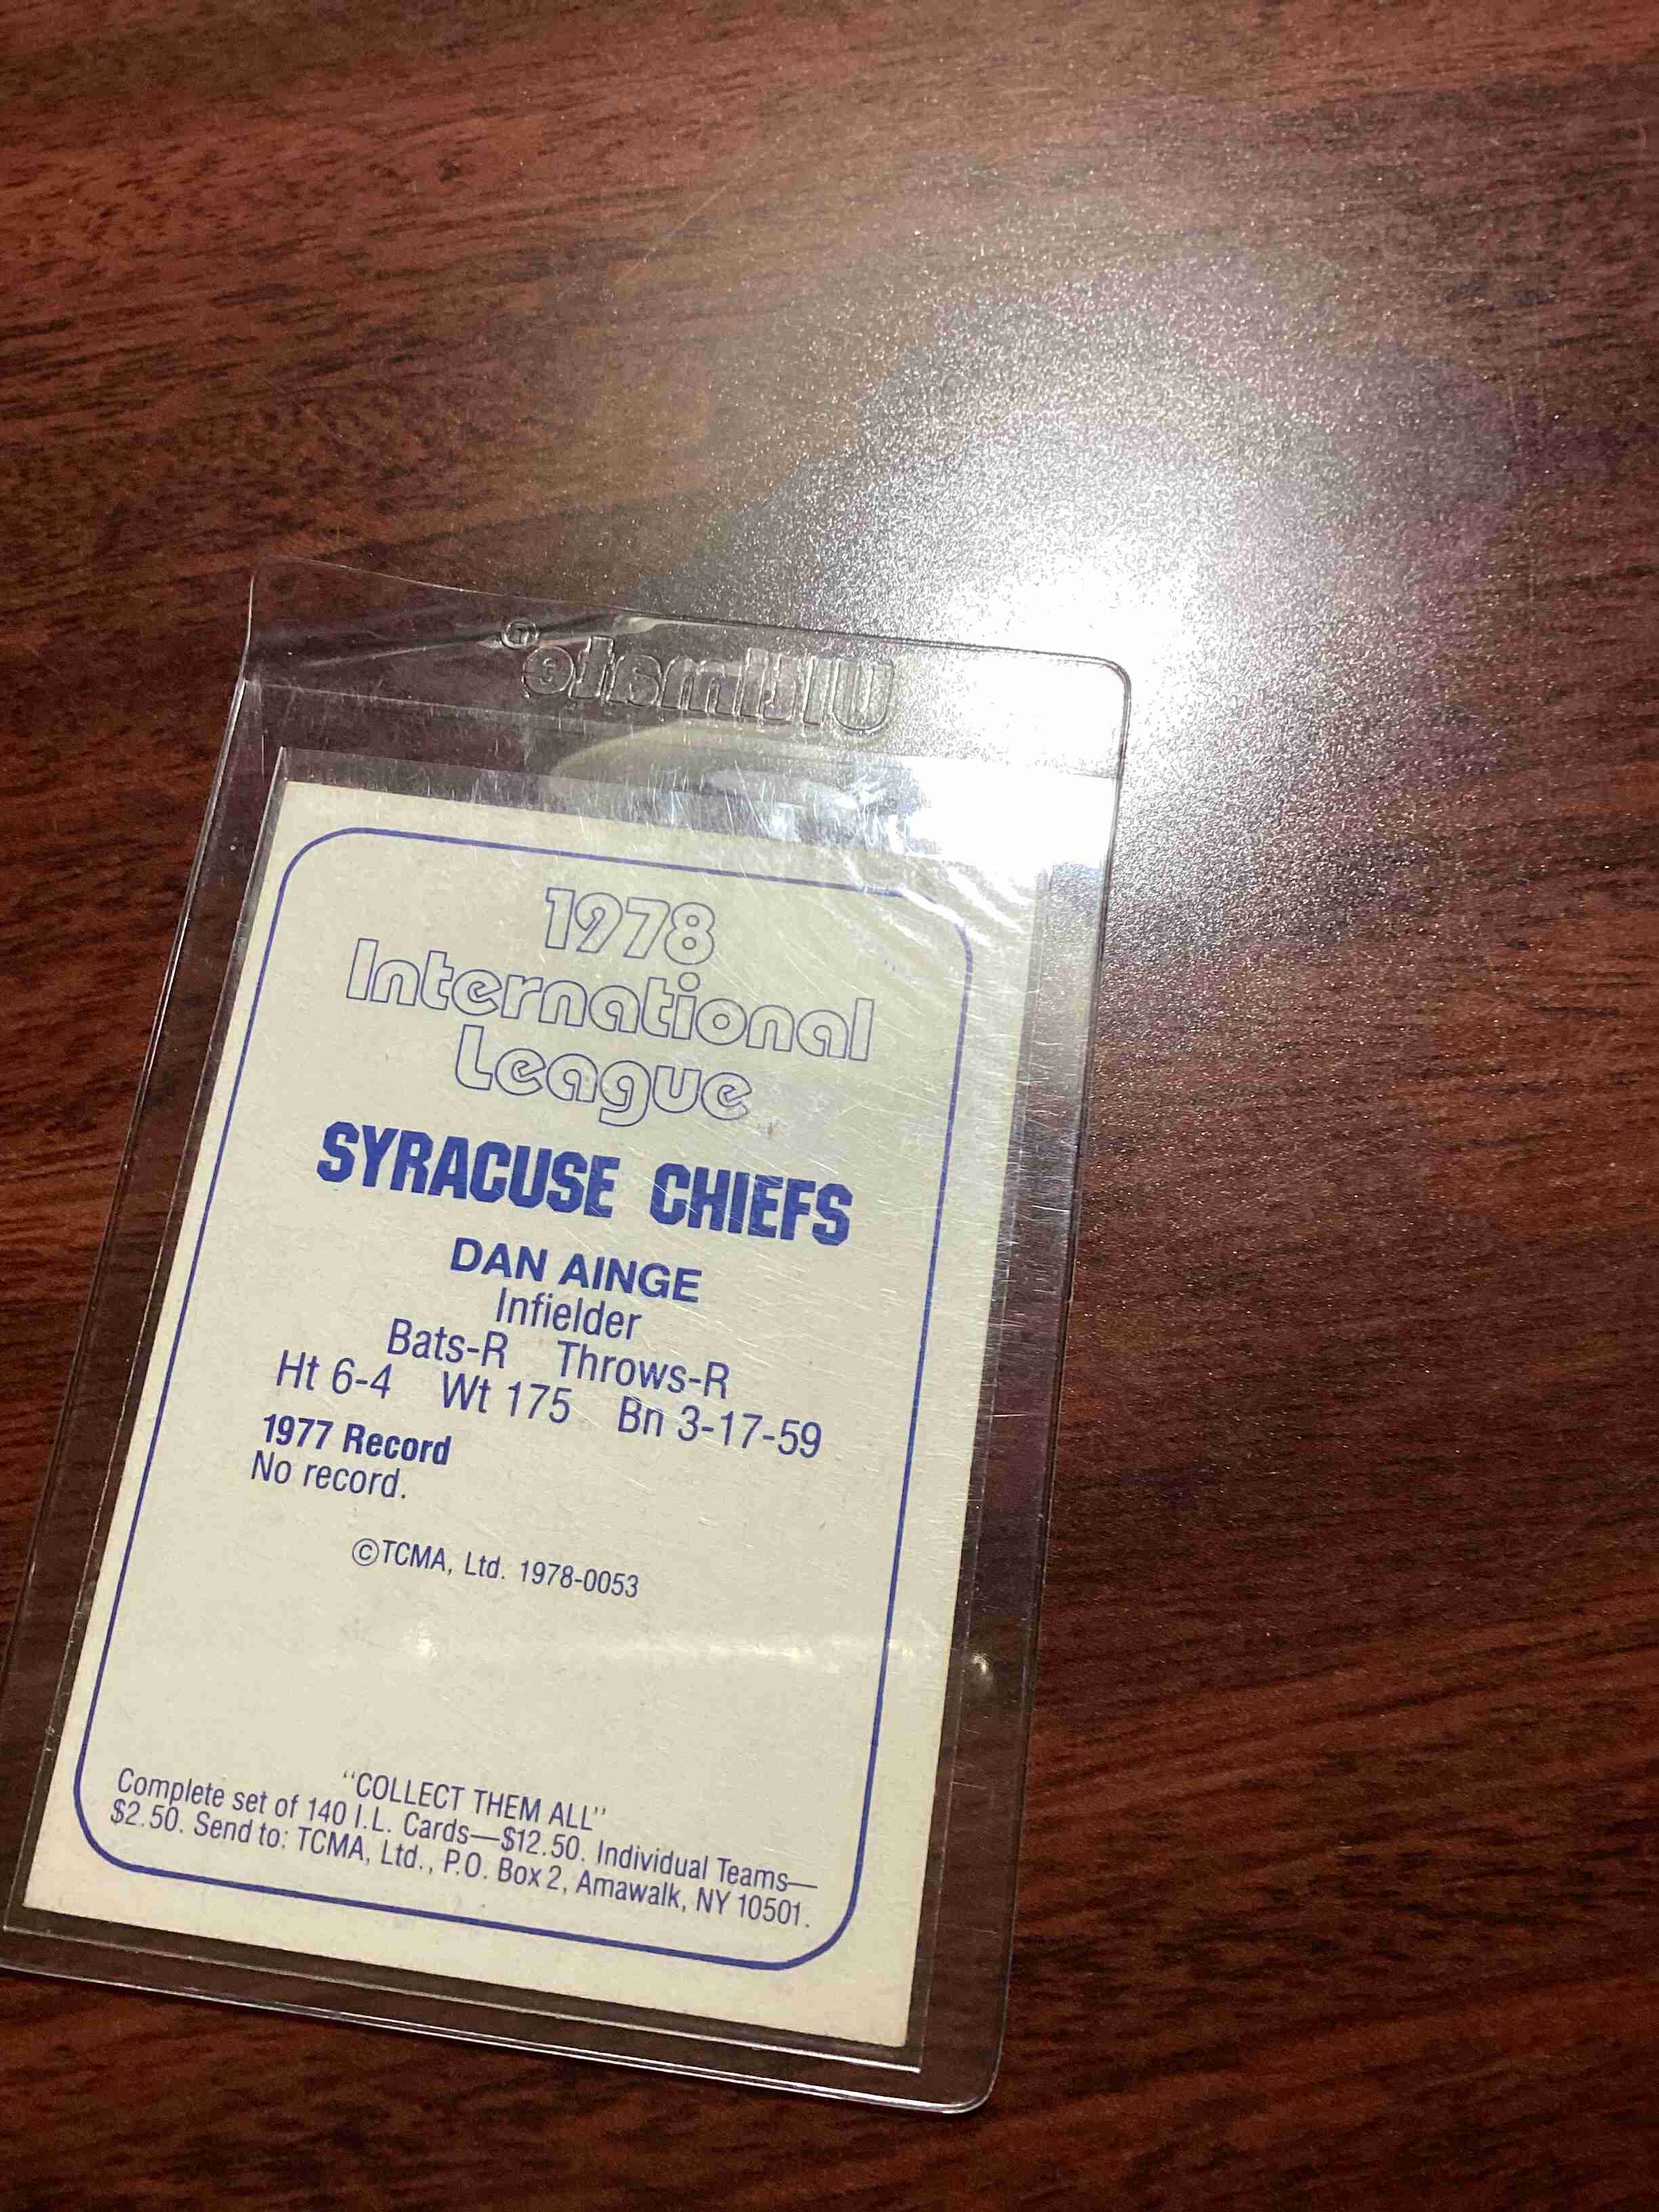 Ultimate®
1978
International
League
SYRACUSE CHIEFS
DAN AINGE
Infielder
Bats-R Throws-R
Ht 6-4 Wt 175 Bn 3-17-59
1977 Record
No record.
©TCMA, Ltd. 1978-0053
"COLLECT THEM ALL"
Complete set of 140 I.L. Cards—$12.50. Individual Teams—
$2.50. Send to: TCMA, Ltd., P.O. Box 2, Amawalk, NY 10501.